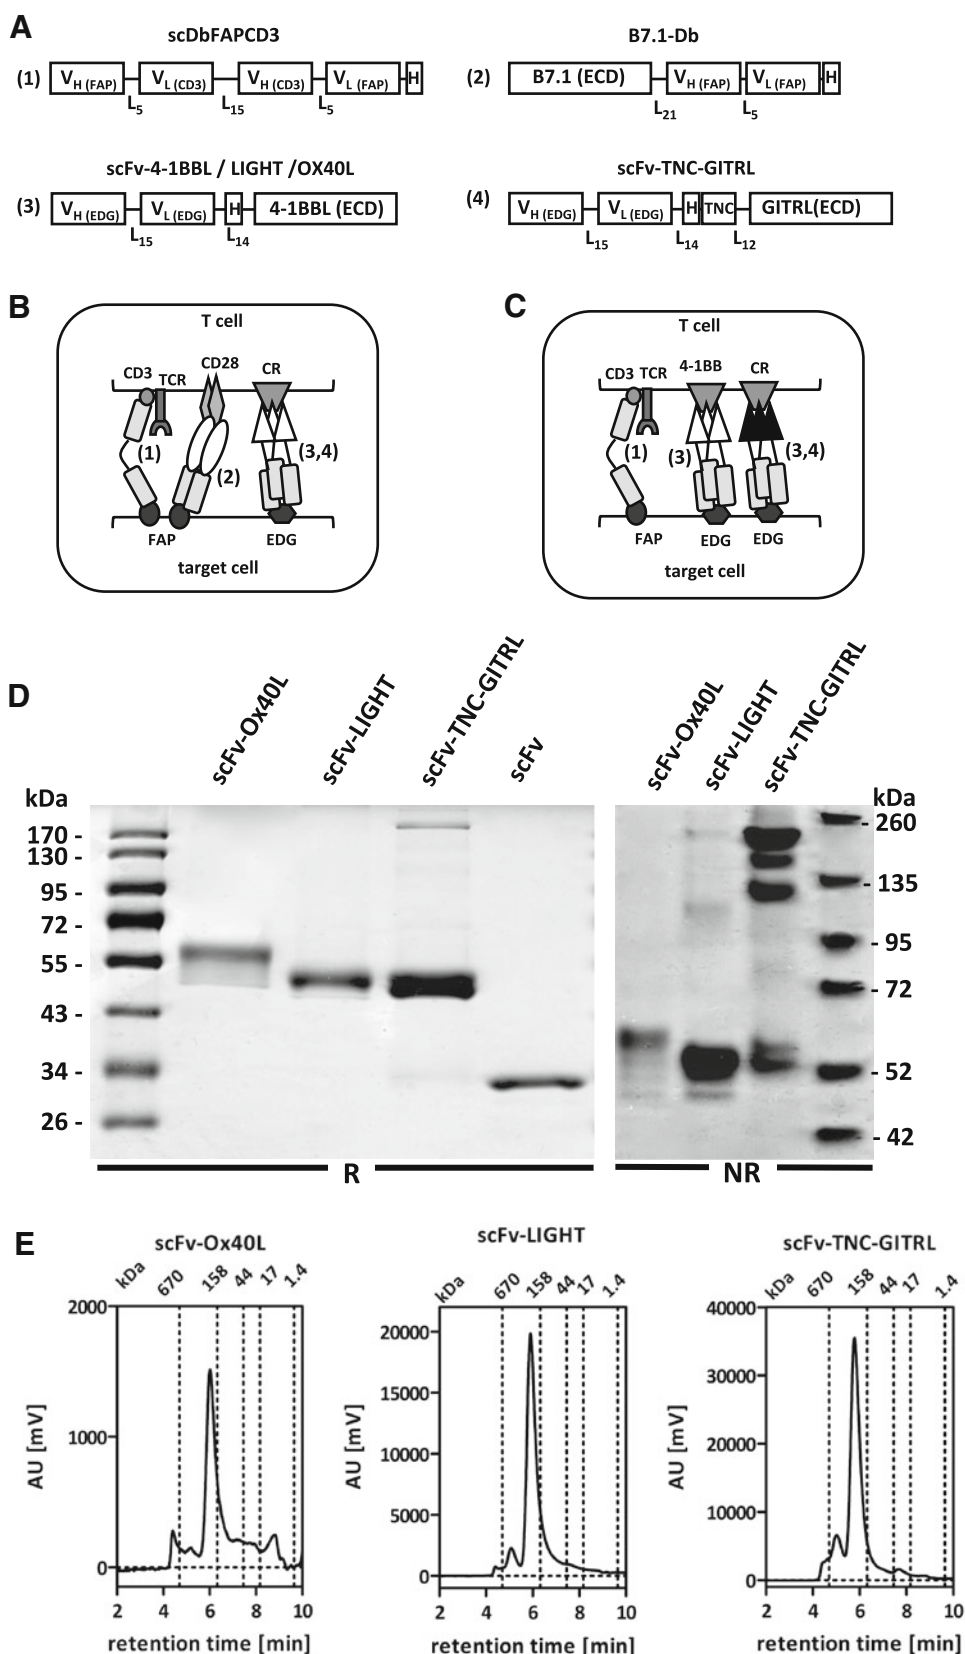 A
scDbFAPCD3
B7.1-Db
(1) VH (FAP) VL (CD3) VH (CD3) VL (FAP) H
L5 L15 L5
(2) B7.1 (ECD) VH (FAP) VL (FAP) H
L21 L5
scFv-4-1BBL / LIGHT /OX40L
scFv-TNC-GITRL
(3) VH (EDG) VL (EDG) H 4-1BBL (ECD)
L15 L14
(4) VH (EDG) VL (EDG) H TNC GITRL(ECD)
L15 L14 L12
B
T cell
CD3 TCR CD28 CR
(1) (2) (3,4)
FAP EDG
target cell
C
T cell
CD3 TCR 4-1BB CR
(1) (3) (3,4)
FAP EDG EDG
target cell
D
scFv-Ox40L scFv-LIGHT scFv-TNC-GITRL scFv
kDa
170 -
130 -
95 -
72 -
55 -
43 -
34 -
26 -
R
scFv-Ox40L scFv-LIGHT scFv-TNC-GITRL
kDa
- 260
- 135
- 95
- 72
- 52
- 42
NR
E
scFv-Ox40L
kDa 670 158 44 17 1.4
AU [mV]
2000
1000
0
2 4 6 8 10
retention time [min]
scFv-LIGHT
kDa 670 158 44 17 1.4
AU [mV]
20000
15000
10000
5000
0
2 4 6 8 10
retention time [min]
scFv-TNC-GITRL
kDa 670 158 44 17 1.4
AU [mV]
40000
30000
20000
10000
0
2 4 6 8 10
retention time [min]